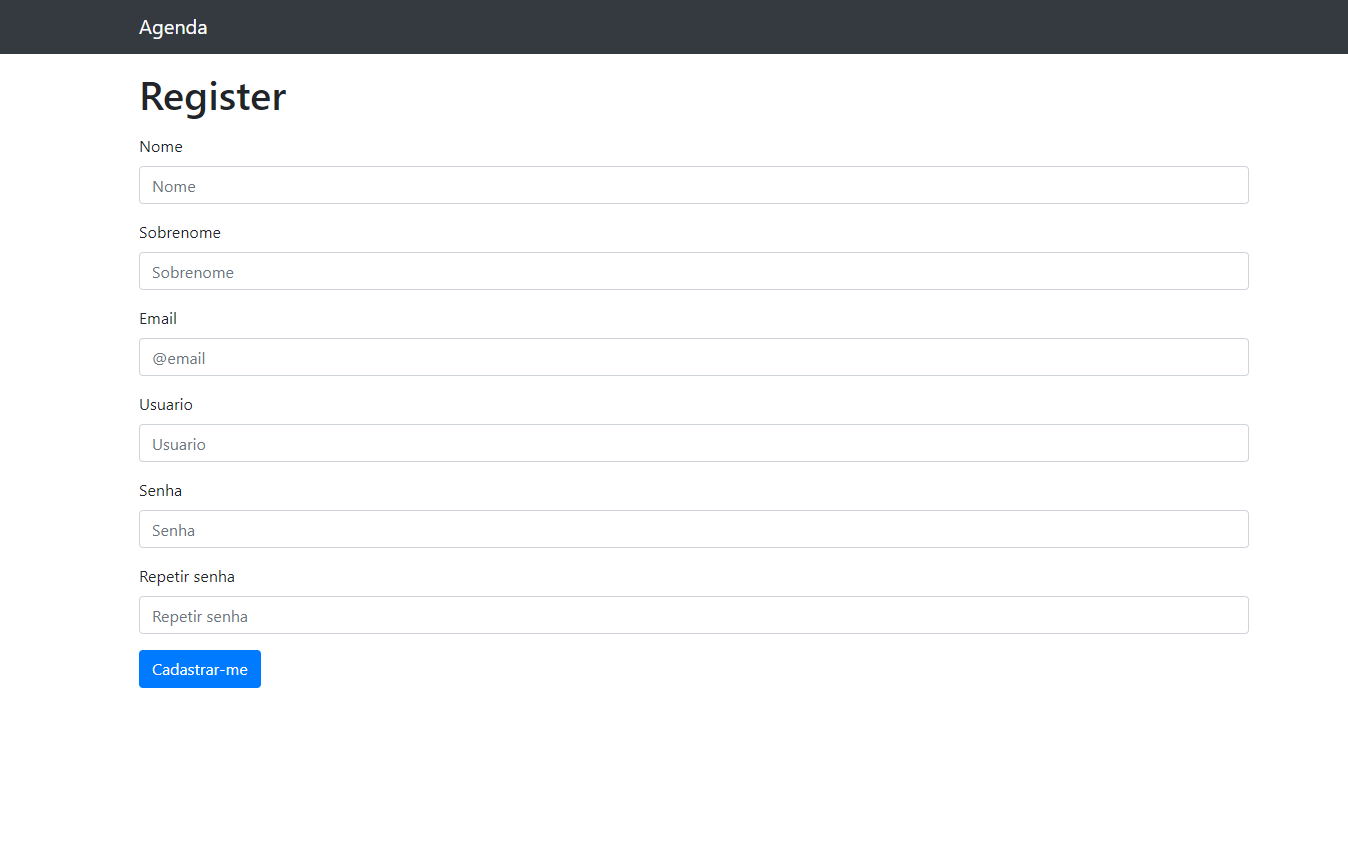 Agenda
Register
Nome
Nome
Sobrenome
Sobrenome
Email
@email
Usuario
Usuario
Senha
Senha
Repetir senha
Repetir senha
Cadastrar-me